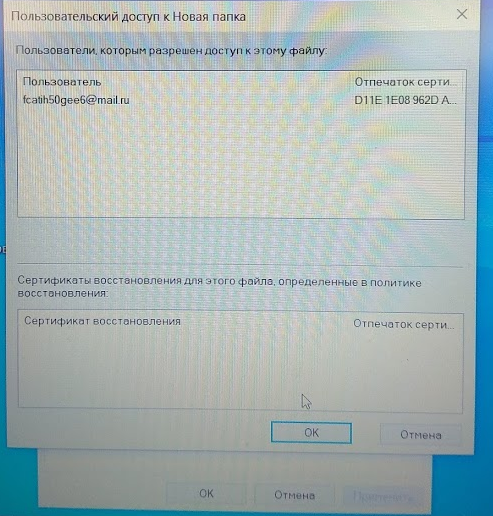 Пользовательский доступ к Новая папка
Пользователи, которым разрешен доступ к этому файлу:
Пользователь Отпечаток серти...
fcatih50gee6@mail.ru D11E 1E08 962D A...
Сертификаты восстановления для этого файла, определенные в политике
восстановления:
Сертификат восстановления Отпечаток серти...
OK Отмена
OK Отмена Применить